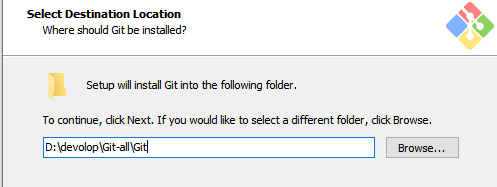 Select Destination Location
Where should Git be installed?
Setup will install Git into the following folder.
To continue, click Next. If you would like to select a different folder, click Browse.
D:\devolop\Git-all\Git
Browse...